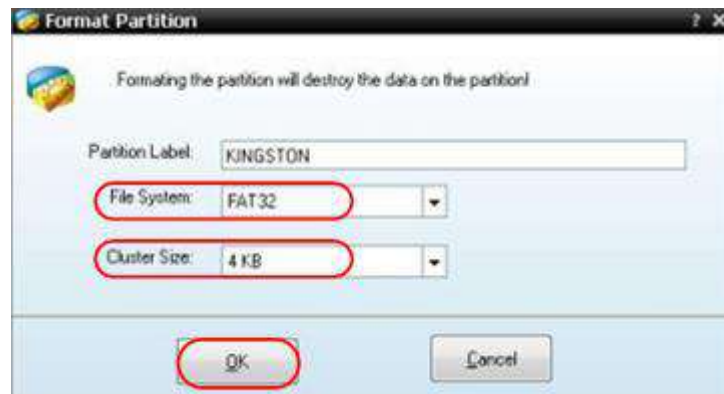 Format Partition ? X
Formating the partition will destroy the data on the partition!
Partition Label: KINGSTON
File System: FAT32
Cluster Size: 4 KB
OK Cancel